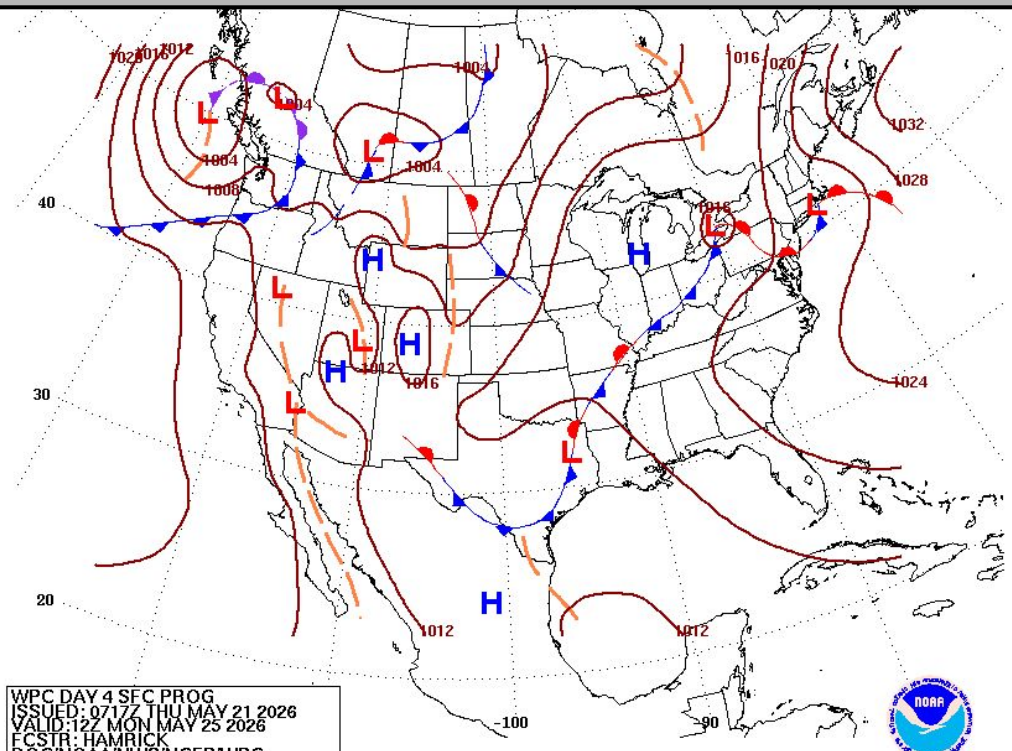 1020 1016 1012
1004
016 020
1032
1004
1004
1004
1028
1008
1016
40
L
L
L
L
L
H
H
L
H
L
H
1012
H
1016
1024
30
L
L
H
20
1012
1012
-100
-90
WPC DAY 4 SFC PROG
ISSUED: 0717Z THU MAY 21 2026
VALID:12Z MON MAY 25 2026
FCSTR: HAMRICK
NOAA